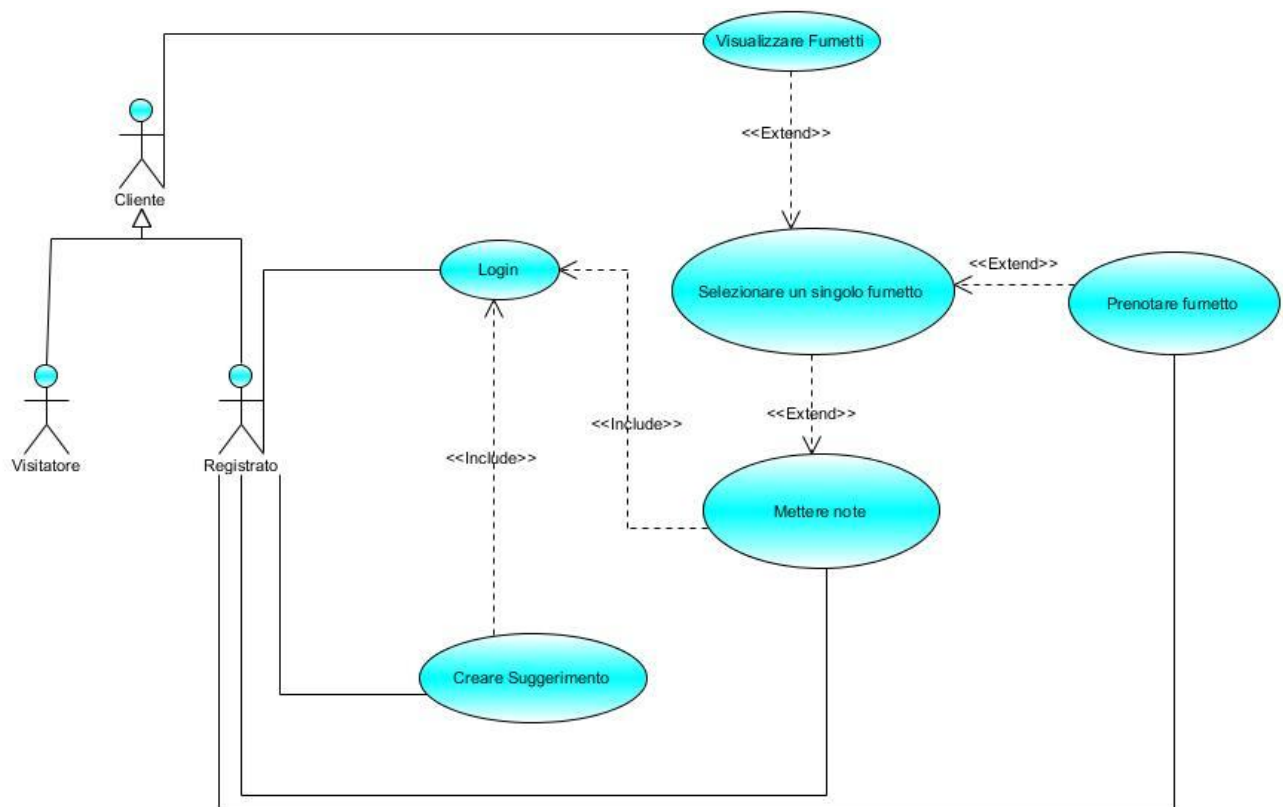 Visualizzare Fumetti
<<Extend>>
Cliente
Login
Selezionare un singolo fumetto
<<Extend>>
Prenotare fumetto
Visitatore
Registrato
<<Include>>
<<Include>>
<<Extend>>
Mettere note
Creare Suggerimento